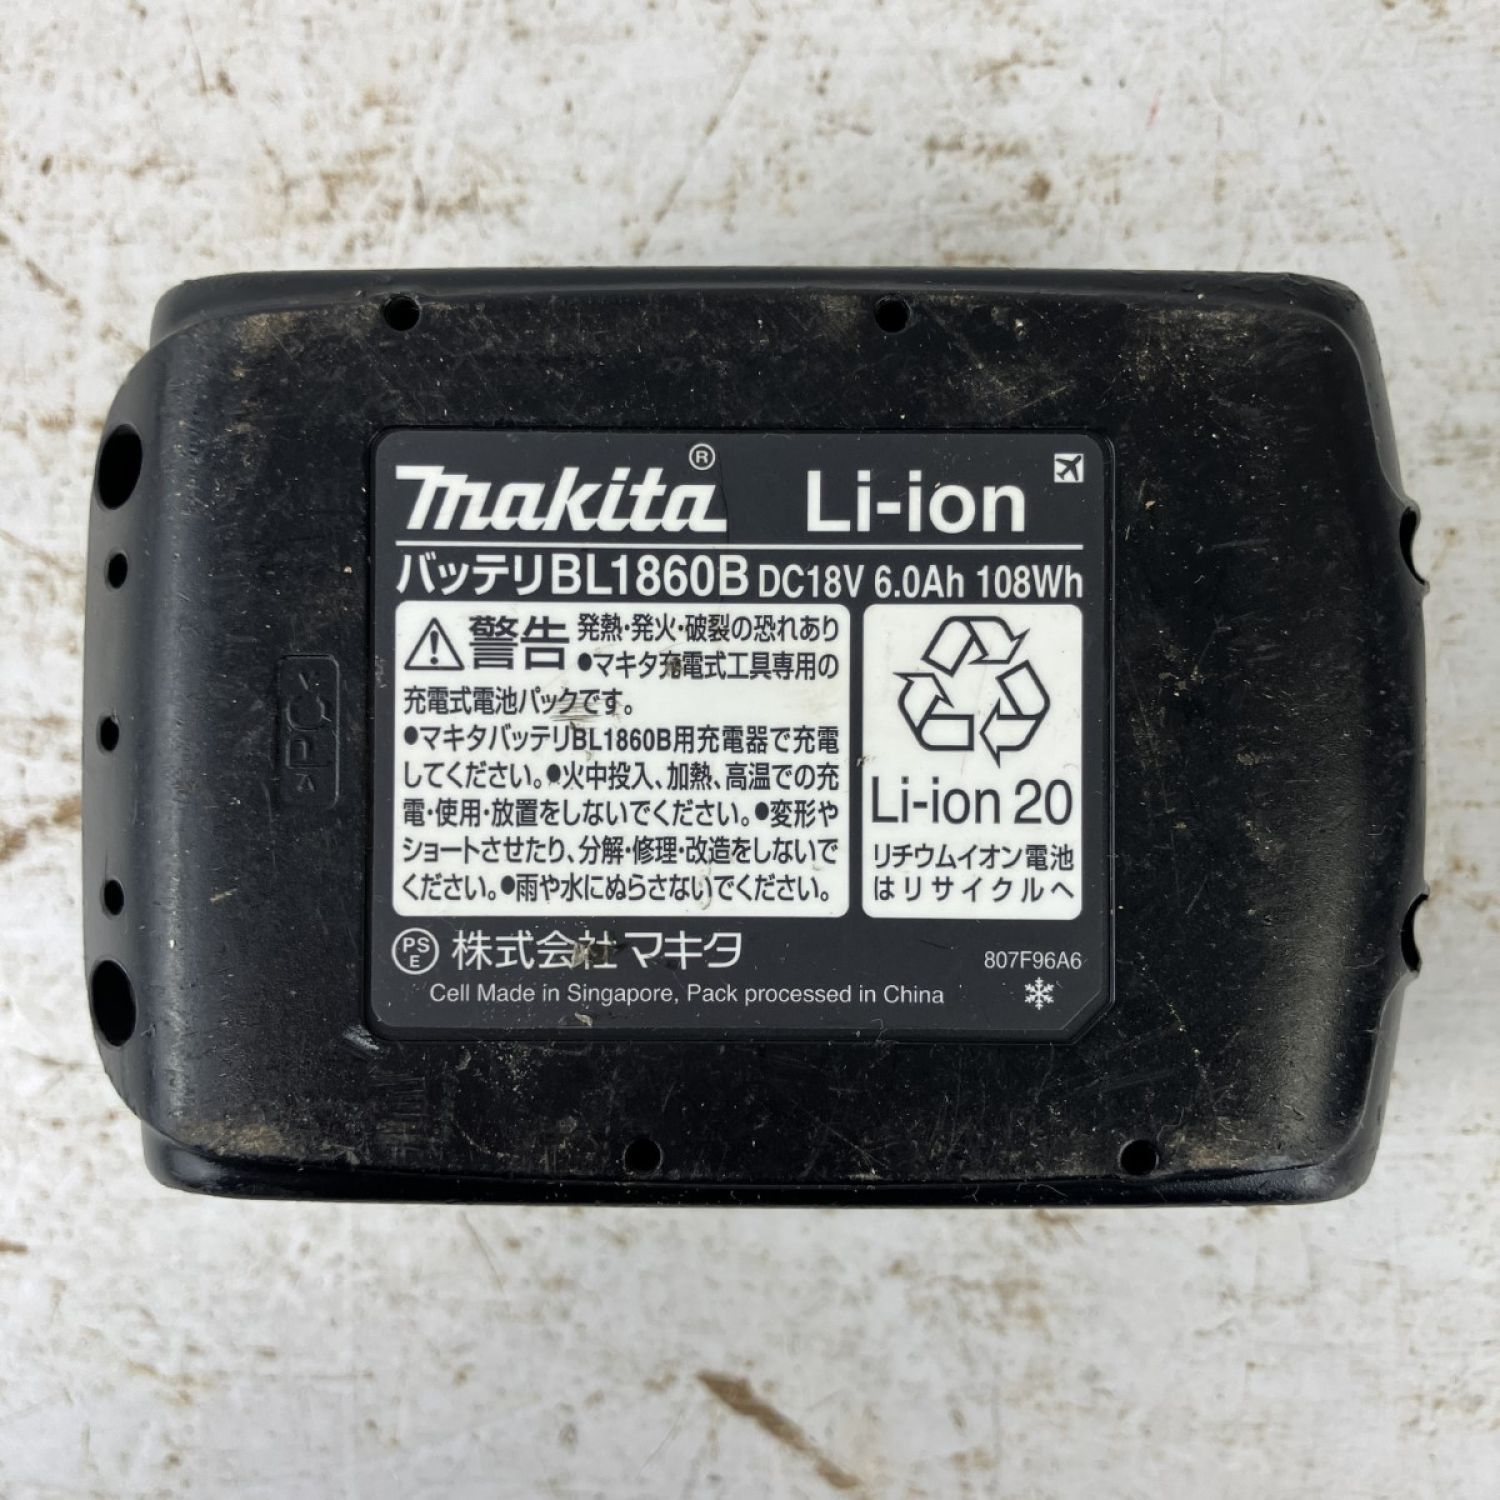 makita® Li-ion
バッテリBL1860B DC18V 6.0Ah 108Wh
警告 発熱・発火・破裂の恐れあり
●マキタ充電式工具専用の
充電式電池パックです。
●マキタバッテリBL1860B用充電器で充電
してください。●火中投入、加熱、高温での充
電・使用・放置をしないでください。●変形や
ショートさせたり、分解・修理・改造をしないで
ください。●雨や水にぬらさないでください。
Li-ion 20
リチウムイオン電池
はリサイクルへ
PSE 株式会社マキタ
807F96A6
Cell Made in Singapore, Pack processed in China
>PC<